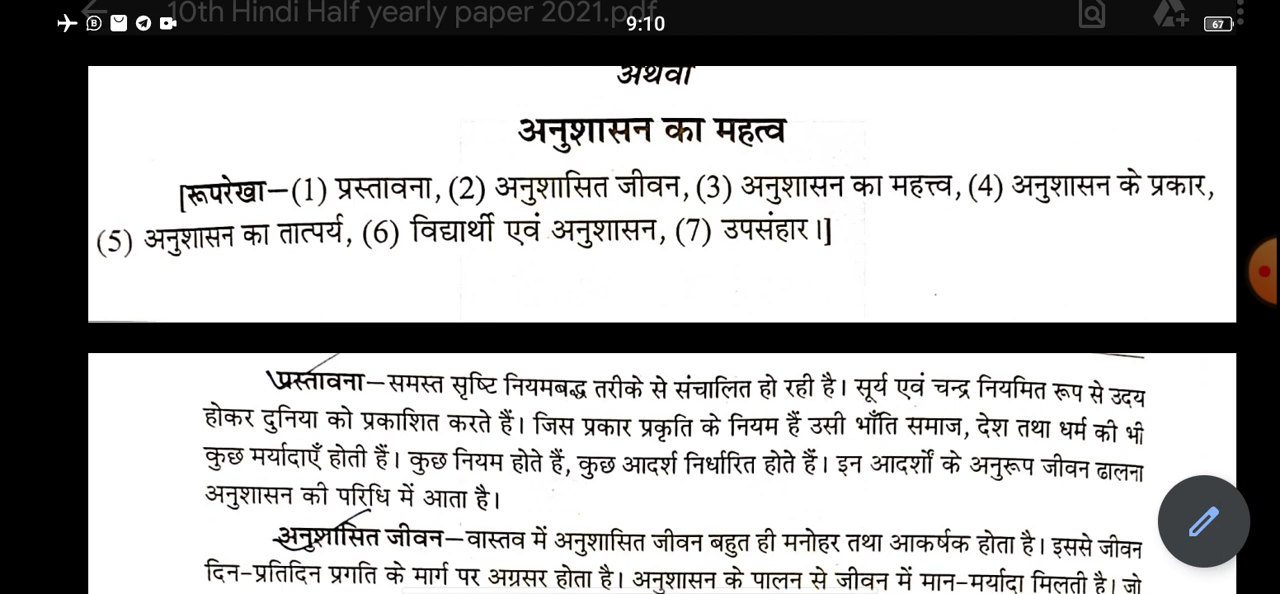 10th Hindi Half yearly paper 2021.pdf
9:10
67
अथवा
अनुशासन का महत्व
[रूपरेखा—(1) प्रस्तावना, (2) अनुशासित जीवन, (3) अनुशासन का महत्त्व, (4) अनुशासन के प्रकार,
(5) अनुशासन का तात्पर्य, (6) विद्यार्थी एवं अनुशासन, (7) उपसंहार।]
प्रस्तावना—समस्त सृष्टि नियमबद्ध तरीके से संचालित हो रही है। सूर्य एवं चन्द्र नियमित रूप से उदय
होकर दुनिया को प्रकाशित करते हैं। जिस प्रकार प्रकृति के नियम हैं उसी भाँति समाज, देश तथा धर्म की भी
कुछ मर्यादाएँ होती हैं। कुछ नियम होते हैं, कुछ आदर्श निर्धारित होते हैं। इन आदर्शों के अनुरूप जीवन ढालना
अनुशासन की परिधि में आता है।
अनुशासित जीवन—वास्तव में अनुशासित जीवन बहुत ही मनोहर तथा आकर्षक होता है। इससे जीवन
दिन-प्रतिदिन प्रगति के मार्ग पर अग्रसर होता है। अनुशासन के पालन से जीवन में मान-मर्यादा मिलती है। जो